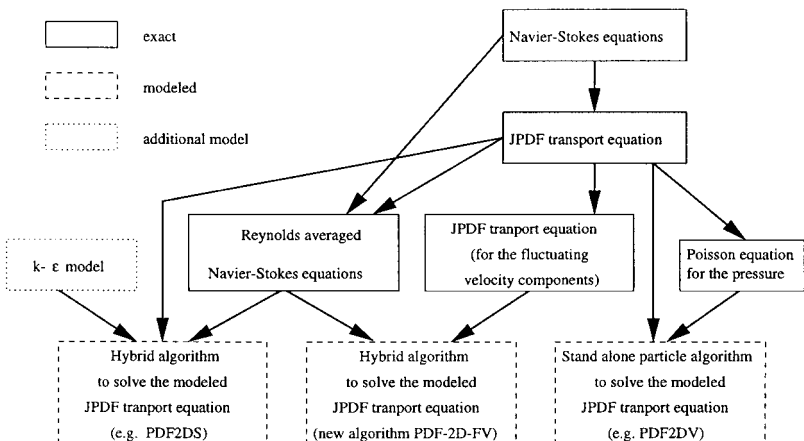 exact
modeled
additional model
Navier-Stokes equations
JPDF transport equation
k- ε model
Reynolds averaged
Navier-Stokes equations
JPDF tranport equation
(for the fluctuating
velocity components)
Poisson equation
for the pressure
Hybrid algorithm
to solve the modeled
JPDF tranport equation
(e.g. PDF2DS)
Hybrid algorithm
to solve the modeled
JPDF tranport equation
(new algorithm PDF-2D-FV)
Stand alone particle algorithm
to solve the modeled
JPDF tranport equation
(e.g. PDF2DV)